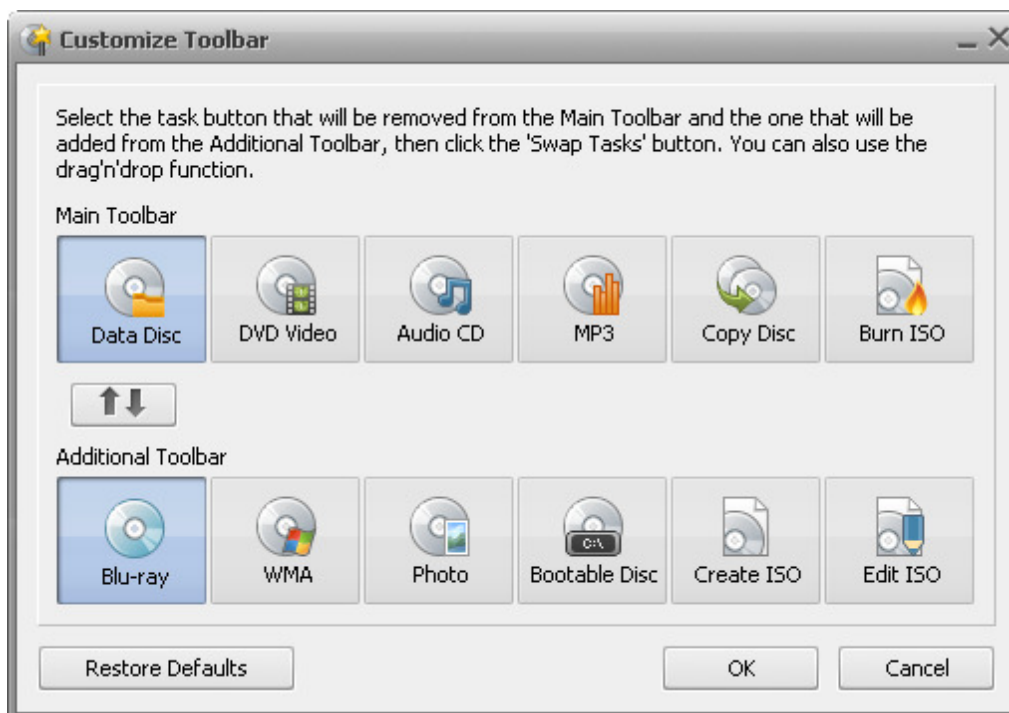 Customize Toolbar
Select the task button that will be removed from the Main Toolbar and the one that will be
added from the Additional Toolbar, then click the 'Swap Tasks' button. You can also use the
drag'n'drop function.
Main Toolbar
Data Disc DVD Video Audio CD MP3 Copy Disc Burn ISO
Additional Toolbar
C:\
Blu-ray WMA Photo Bootable Disc Create ISO Edit ISO
Restore Defaults OK Cancel